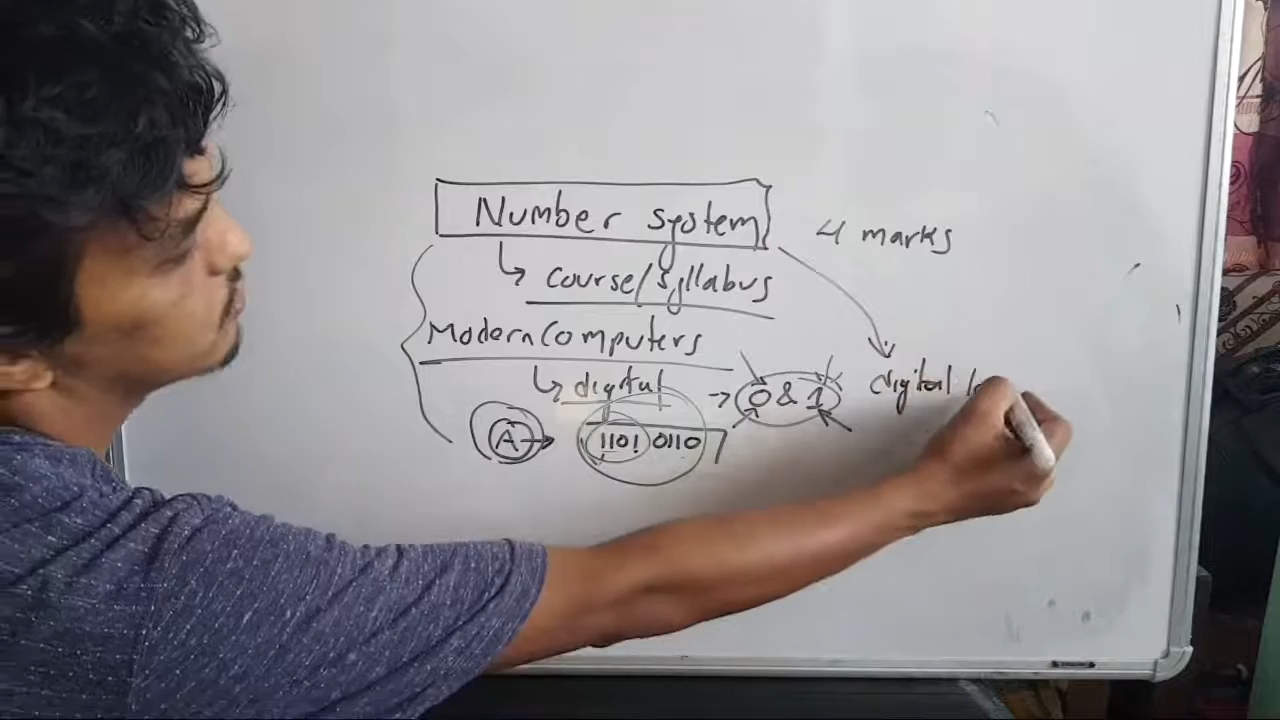 Number system
4 marks
course/syllabus
Modern Computers
digital
0 & 1
digital
A
1101 0110